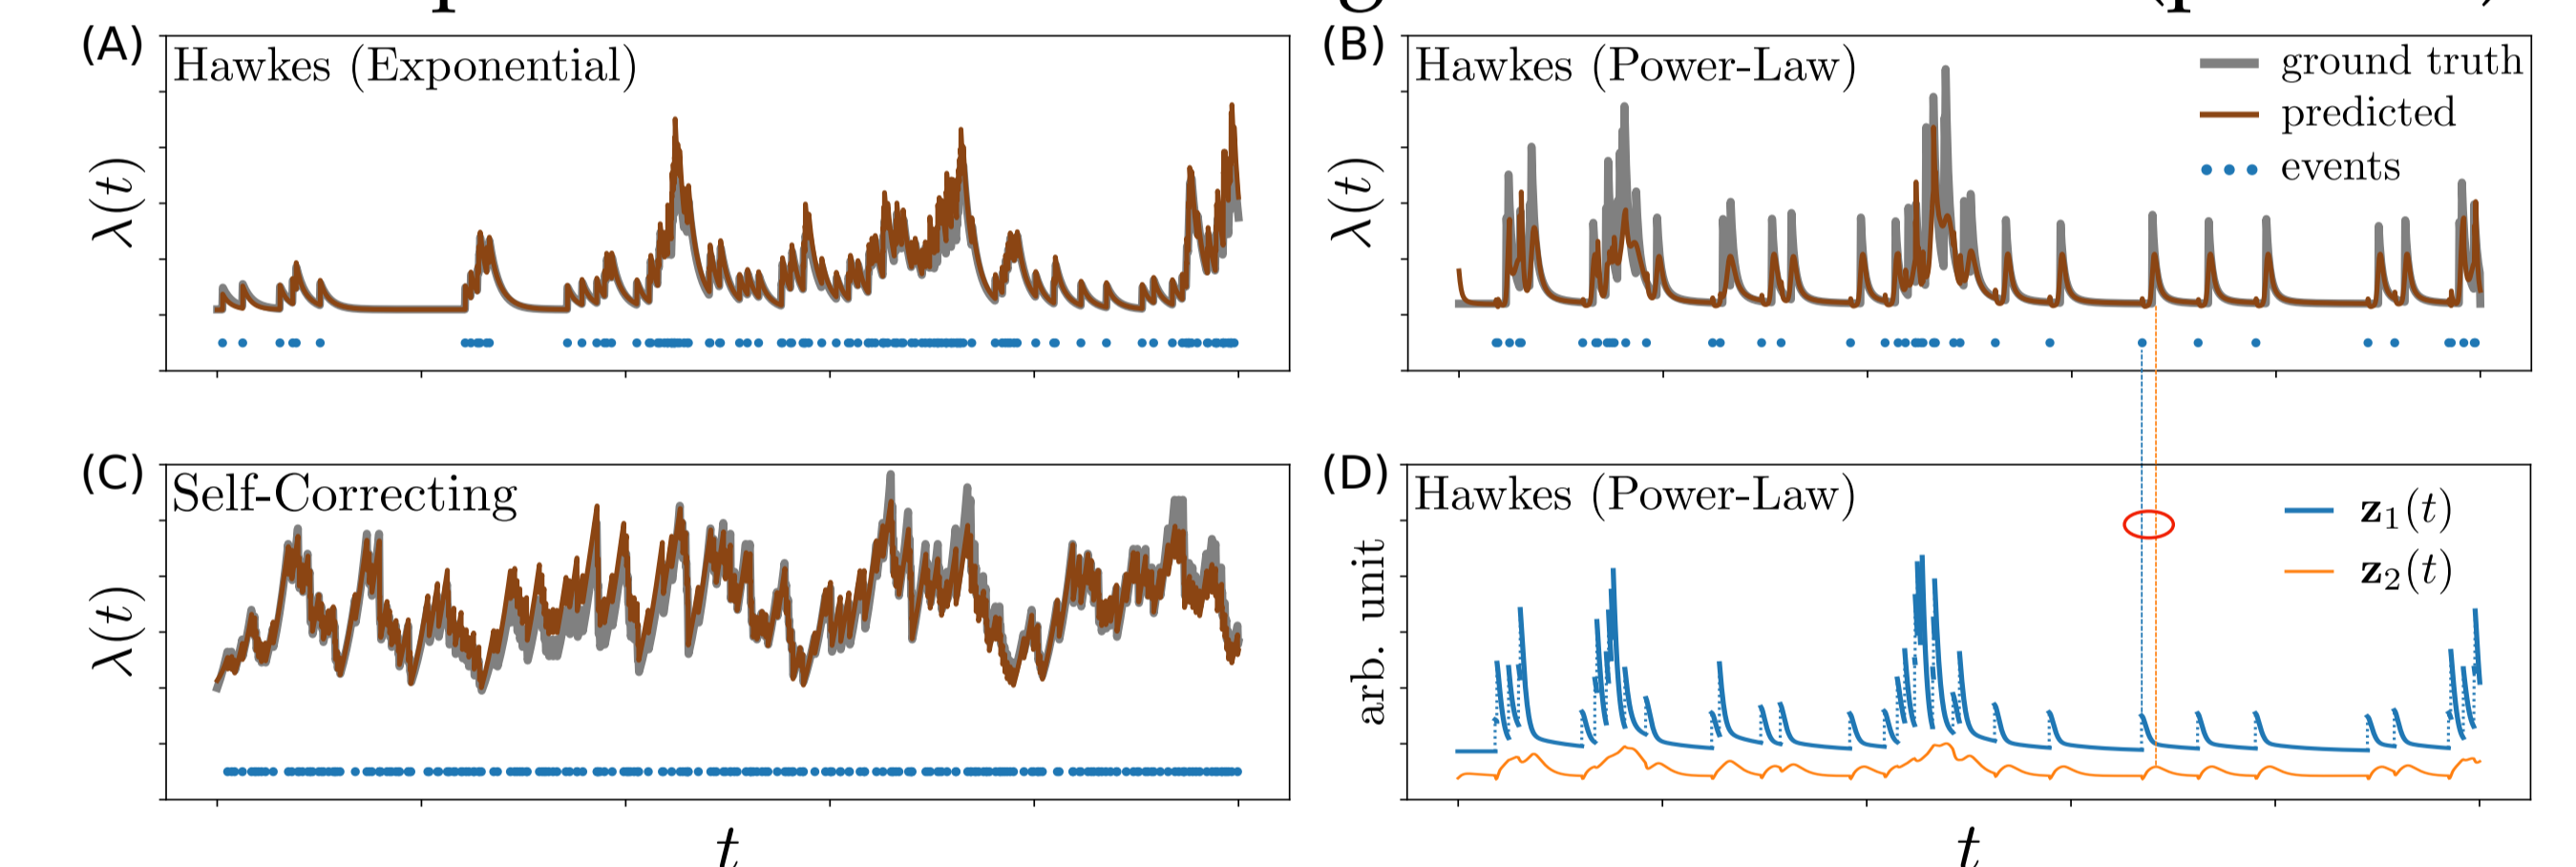 (A)
Hawkes (Exponential)
λ(t)
(B)
Hawkes (Power-Law)
ground truth
predicted
events
λ(t)
(C)
Self-Correcting
λ(t)
t
(D)
Hawkes (Power-Law)
z₁(t)
z₂(t)
arb. unit
t